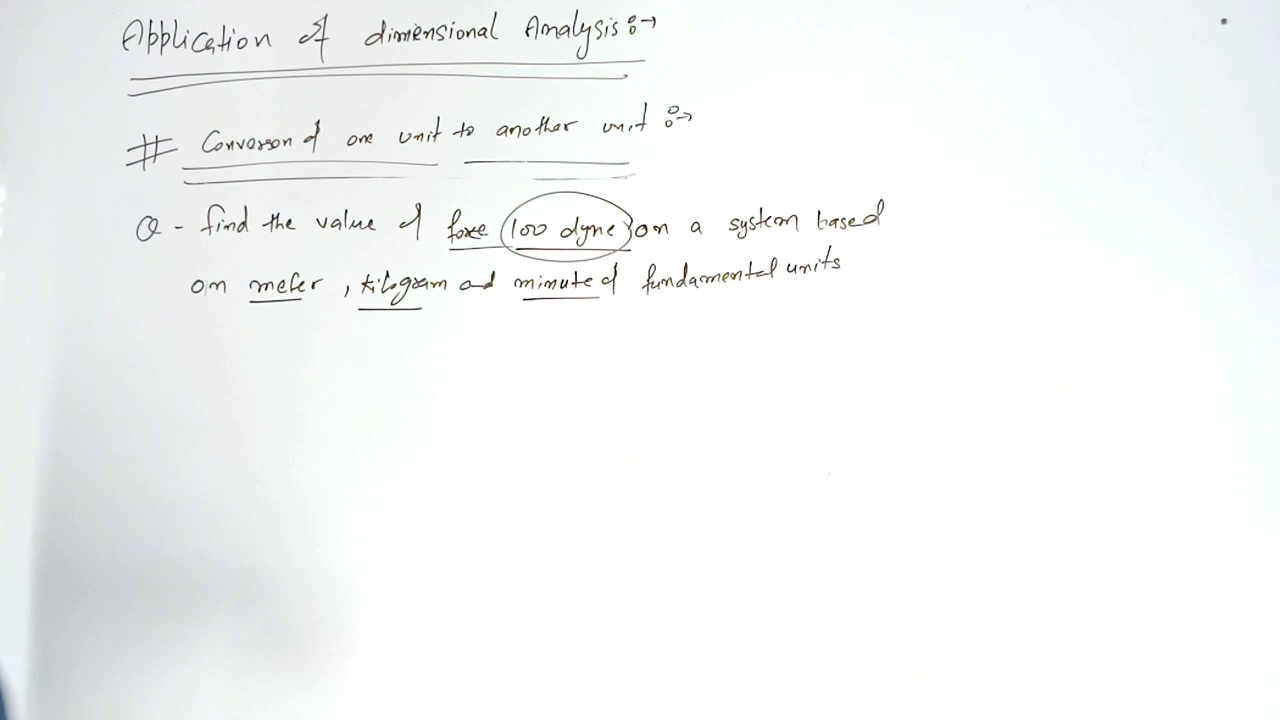 Application of dimensional Analysis :→
# Conversion of one unit to another unit :→
Q - find the value of force (100 dyne) on a system based
on meter, kilogram and minute of fundamental units